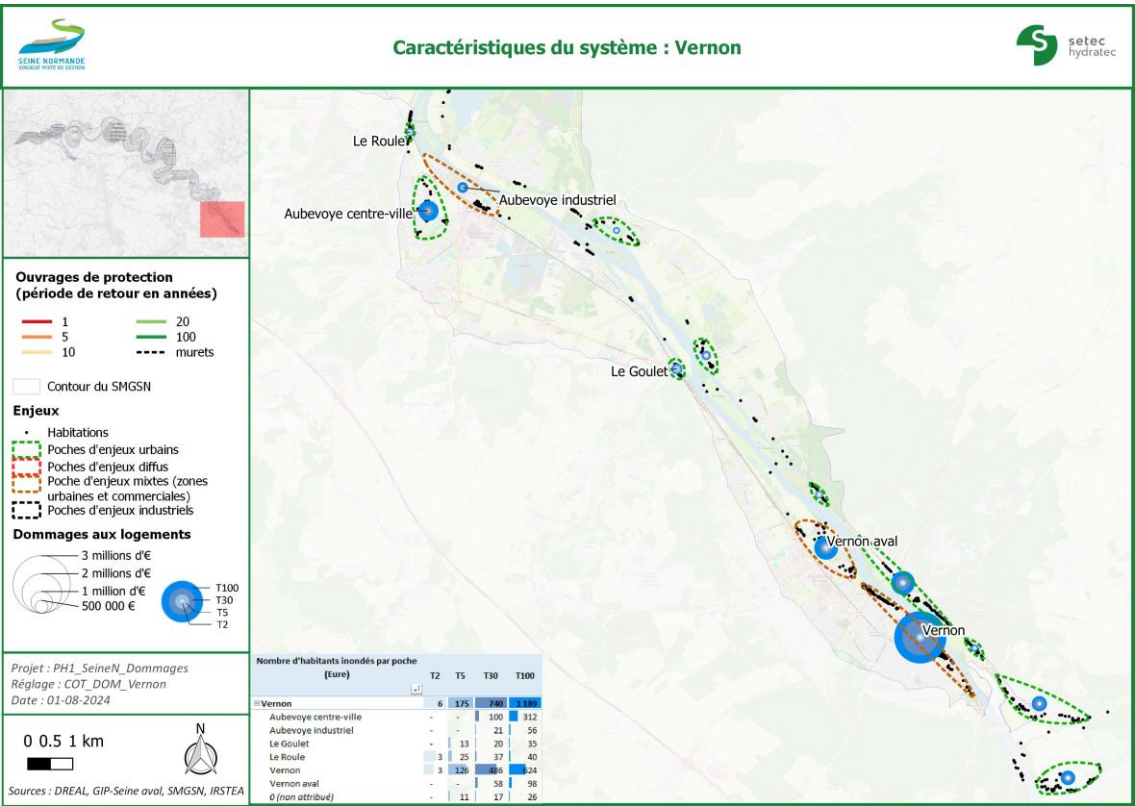 SEINE NORMANDE
SYNDICAT MIXTE DE GESTION
Caractéristiques du système : Vernon
setec
hydratec
Ouvrages de protection
(période de retour en années)
1
20
5
100
10
murets
Contour du SMGSN
Enjeux
Habitations
Poches d'enjeux urbains
Poches d'enjeux diffus
Poche d'enjeux mixtes (zones
urbaines et commerciales)
Poches d'enjeux industriels
Dommages aux logements
3 millions d'€
2 millions d'€
1 million d'€
500 000 €
T100
T30
T5
T2
Projet : PH1_SeineN_Dommages
Réglage : COT_DOM_Vernon
Date : 01-08-2024
0 0.5 1 km
N
Sources : DREAL, GIP-Seine aval, SMGSN, IRSTEA
Le Roule
Aubevoye industriel
Aubevoye centre-ville
Le Goulet
Vernon aval
Vernon
Nombre d'habitants inondés par poche
(Eure) T2 T5 T30 T100
Vernon 6 175 740 1 189
Aubevoye centre-ville - - 100 312
Aubevoye industriel - - 21 56
Le Goulet - 13 20 35
Le Roule 3 25 37 40
Vernon 3 126 486 624
Vernon aval - - 58 98
0 (non attribué) - 11 17 26